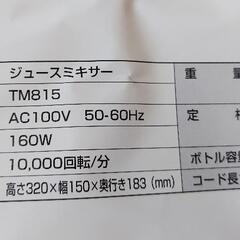 ジュースミキサー 重量
TM815
AC100V 50-60Hz 定
160W
10,000回転/分 ボトル容
高さ320×幅150×奥行き183（mm） コード長